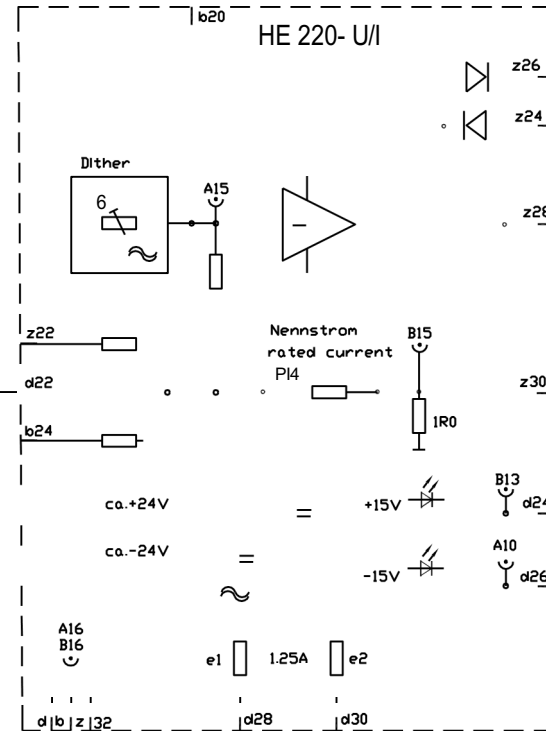 b20
HE 220- U/I
z26
z24
Dither
A15
6
z28
z22
Nennstrom
rated current
B15
PI4
d22
z30
1R0
b24
ca.+24V
+15V
B13
d24
ca.-24V
-15V
A10
d26
A16
B16
e1
1.25A
e2
d b z 32
d28
d30